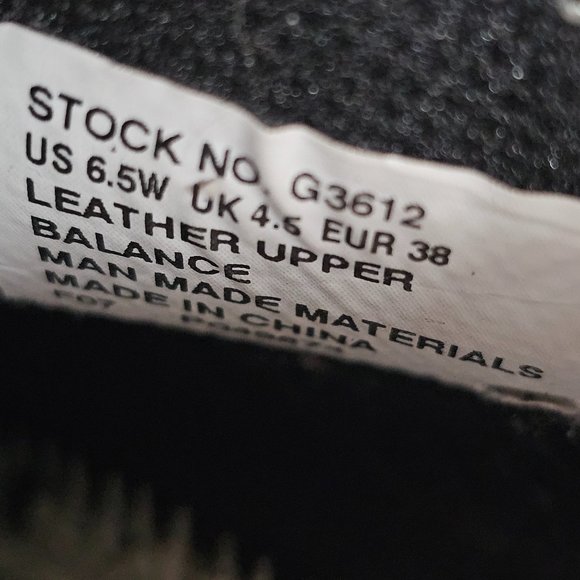 STOCK NO. G3612
US 6.5W UK 4.5 EUR 38
LEATHER UPPER
BALANCE
MAN MADE MATERIALS
MADE IN CHINA
F07